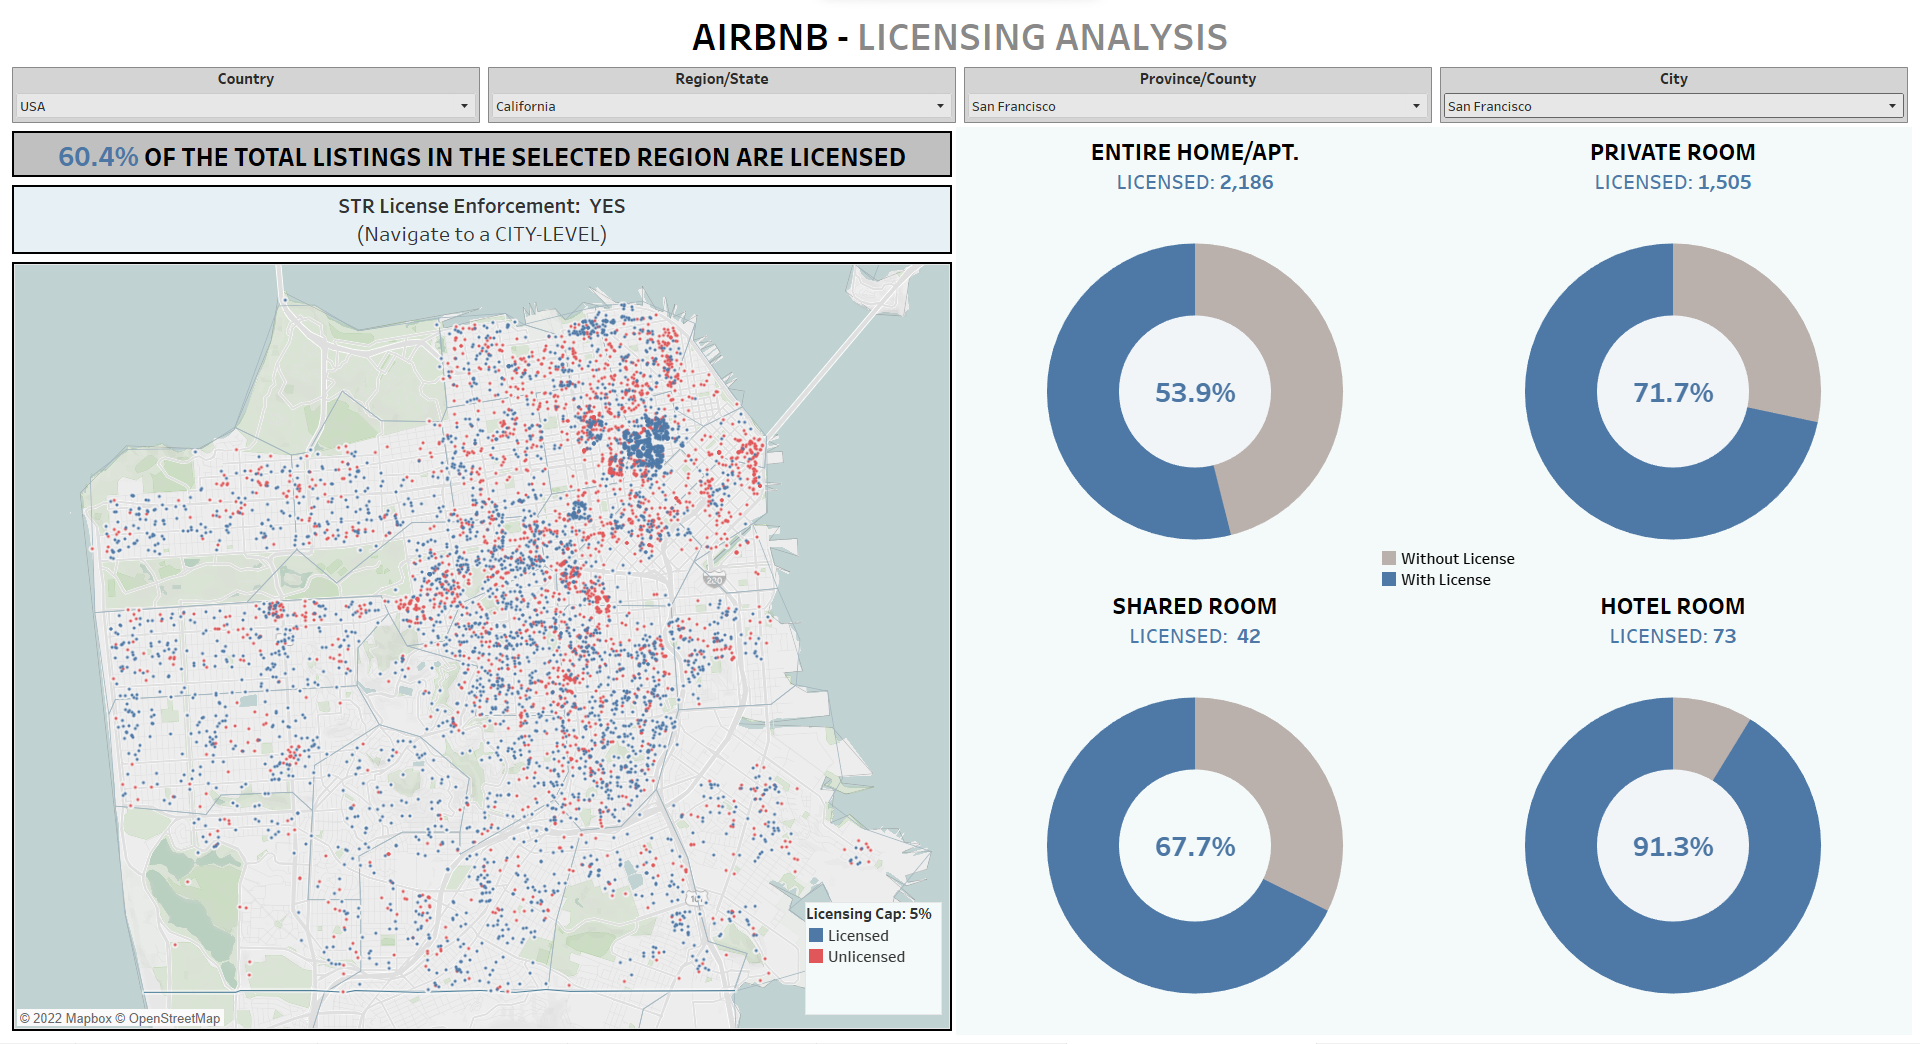 AIRBNB - LICENSING ANALYSIS
Country
Region/State
Province/County
City
USA
California
San Francisco
San Francisco
60.4% OF THE TOTAL LISTINGS IN THE SELECTED REGION ARE LICENSED
STR License Enforcement: YES
(Navigate to a CITY-LEVEL)
280
101
Licensing Cap: 5%
Licensed
Unlicensed
© 2022 Mapbox © OpenStreetMap
ENTIRE HOME/APT.
LICENSED: 2,186
53.9%
PRIVATE ROOM
LICENSED: 1,505
71.7%
Without License
With License
SHARED ROOM
LICENSED: 42
67.7%
HOTEL ROOM
LICENSED: 73
91.3%